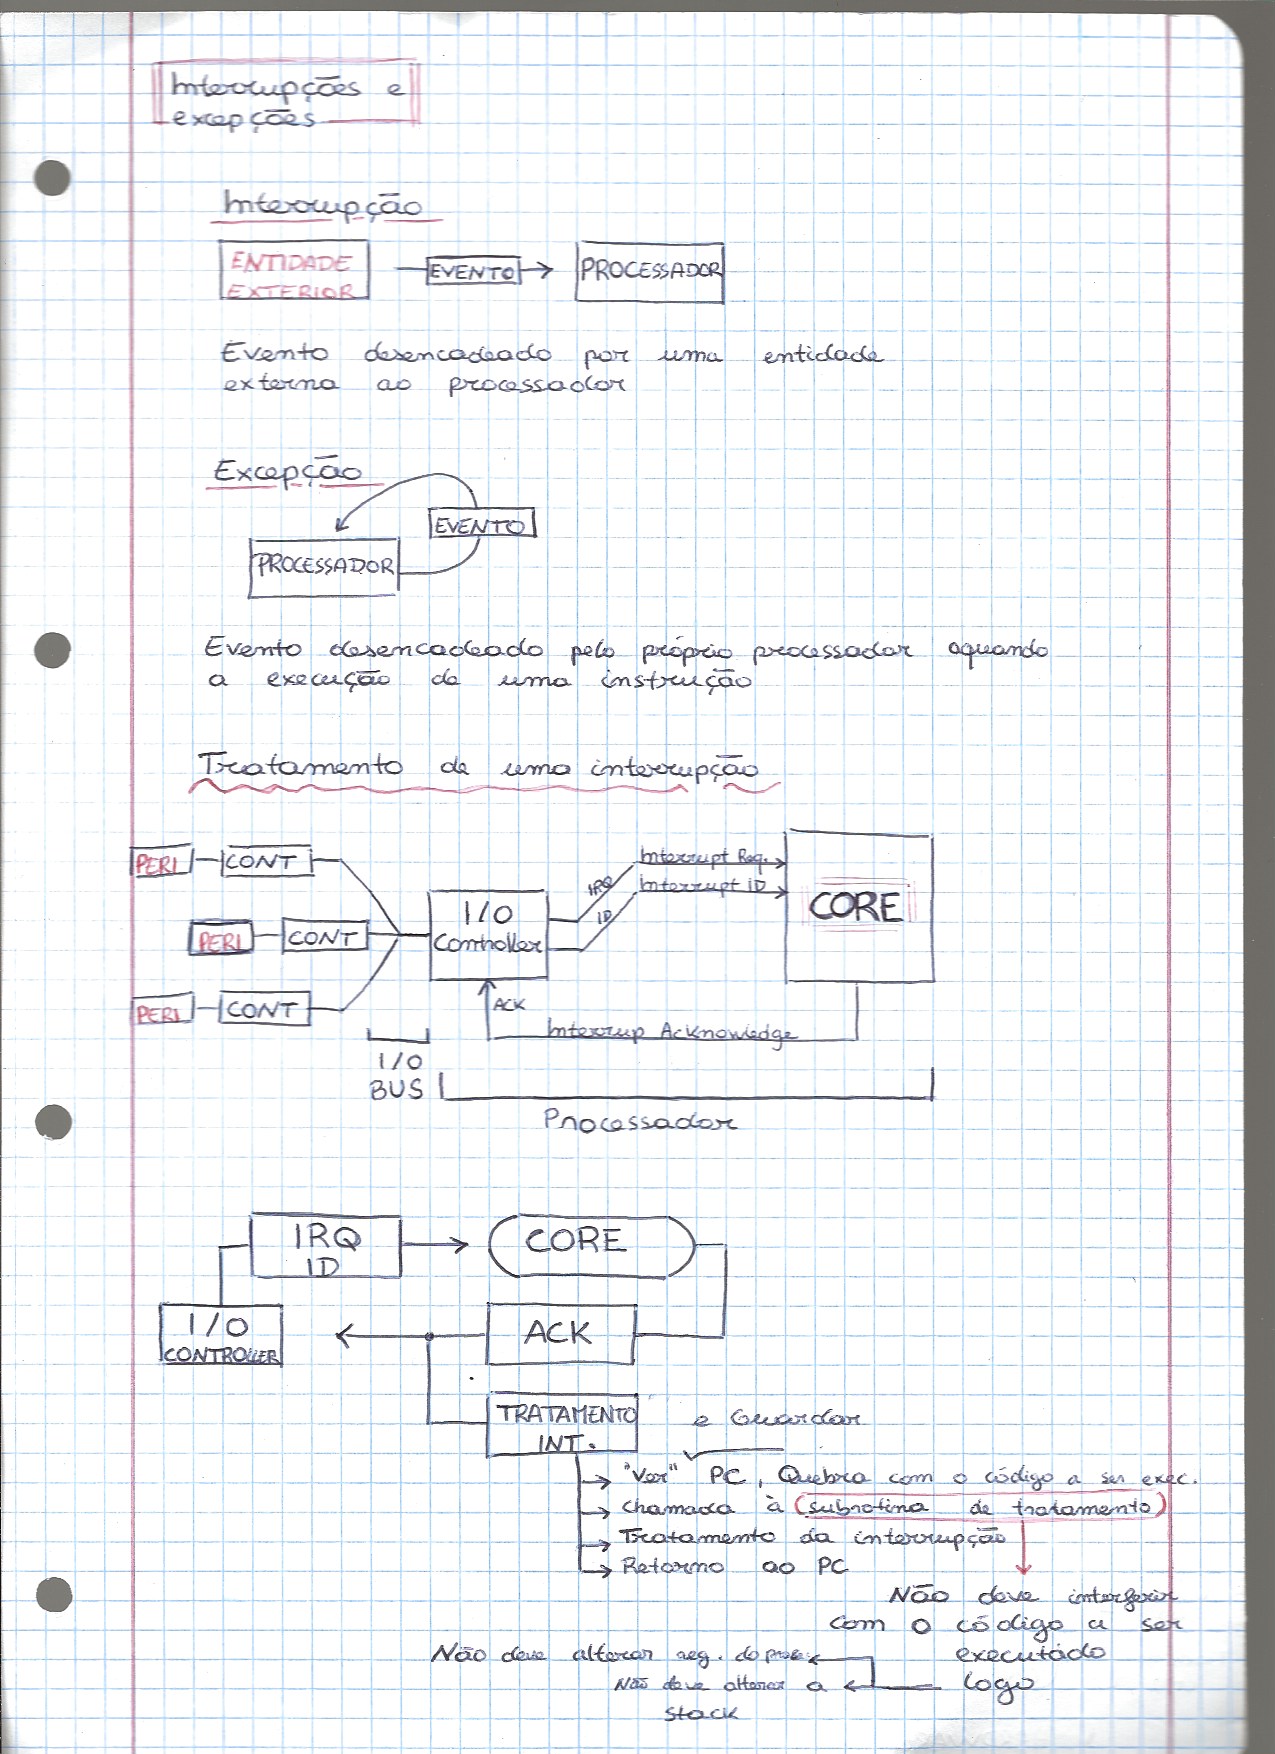 Interrupções e
excepções
Interrupção
ENTIDADE
EXTERIOR
EVENTO
PROCESSADOR
Evento desencadeado por uma entidade
externa ao processador
Excepção
EVENTO
PROCESSADOR
Evento desencadeado pelo próprio processador aquando
a execução de uma instrução
Tratamento de uma interrupção
PERI CONT
PERI CONT
PERI CONT
I/O
Controller
IRQ
ID
Interrupt Req.
Interrupt ID
CORE
ACK
Interrup Acknowledge
I/O
BUS
Processador
IRQ
ID
CORE
I/O
CONTROLLER
ACK
TRATAMENTO
INT.
e Guardar
"Ver" PC, Quebra com o código a ser exec.
Chamada à (subrotina de tratamento)
Tratamento da interrupção
Retorno ao PC
Não deve interferir
com o código a ser
executado
logo
Não deve alterar reg. do proc.
Não deve alterar a
stack